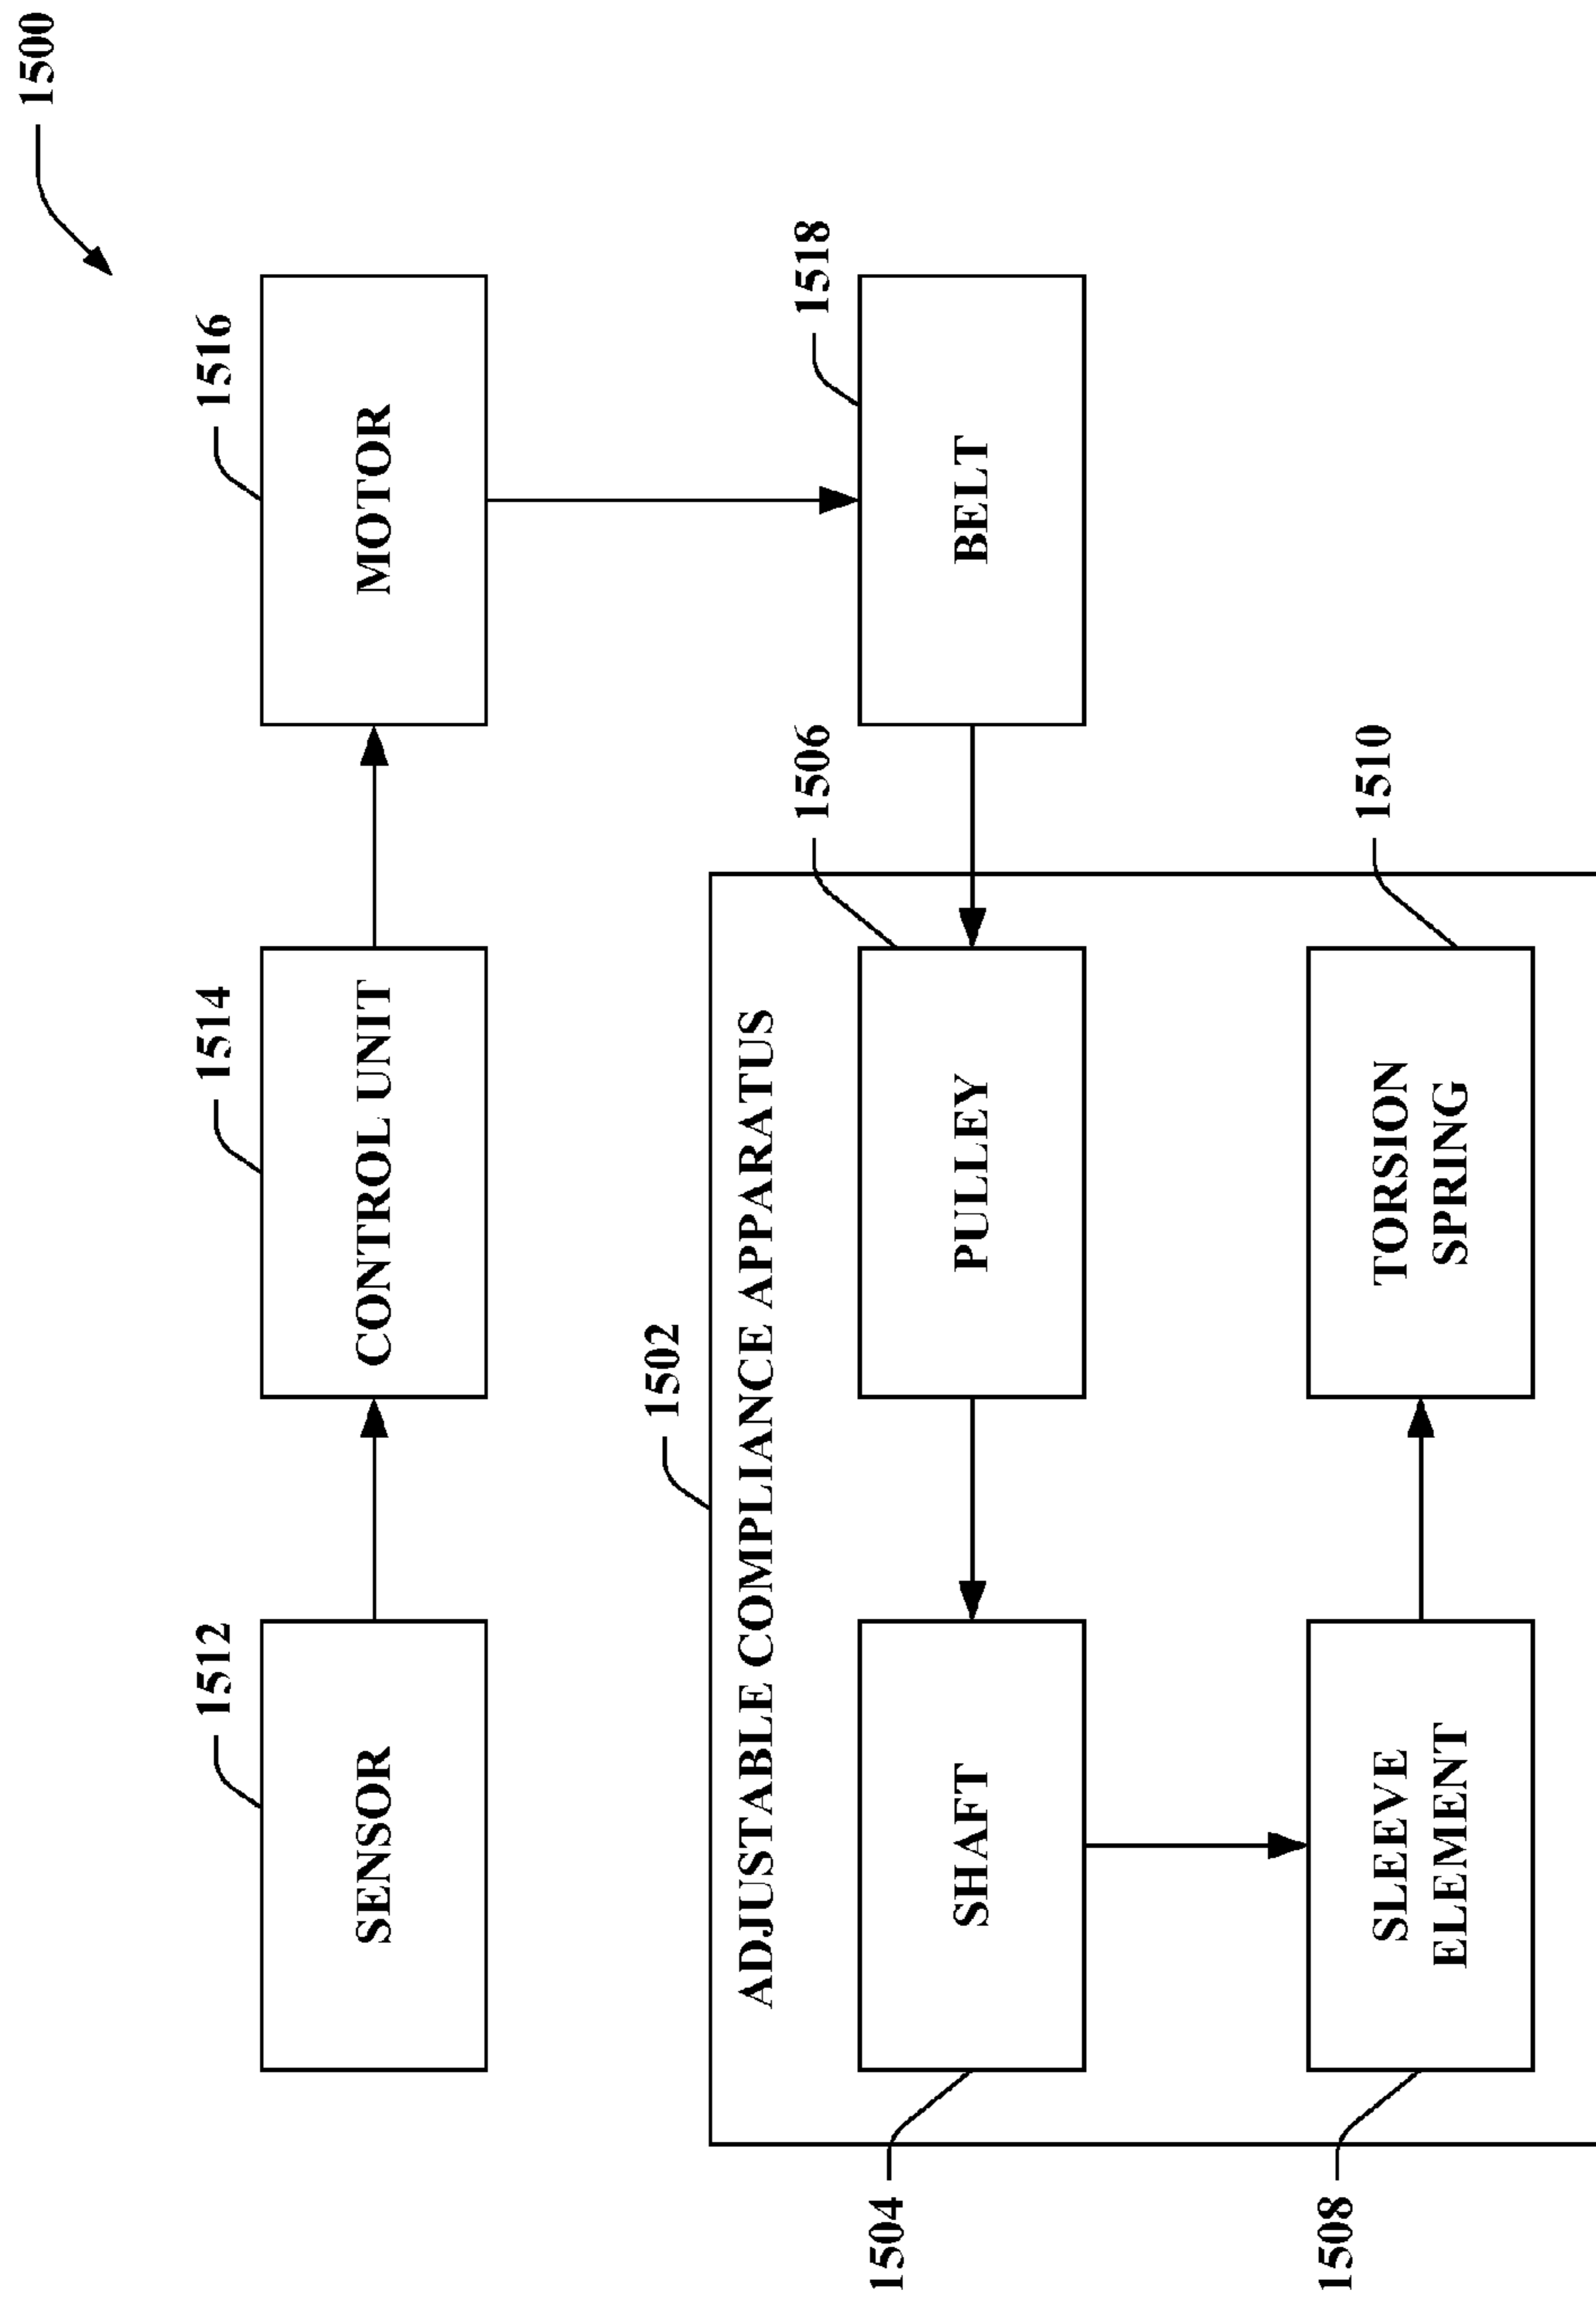 1500
1512
1514
1516
SENSOR
CONTROL UNIT
MOTOR
1502
ADJUSTABLE COMPLIANCE APPARATUS
1506
1518
SHAFT
PULLEY
BELT
1504
1510
SLEEVE
ELEMENT
TORSION
SPRING
1508